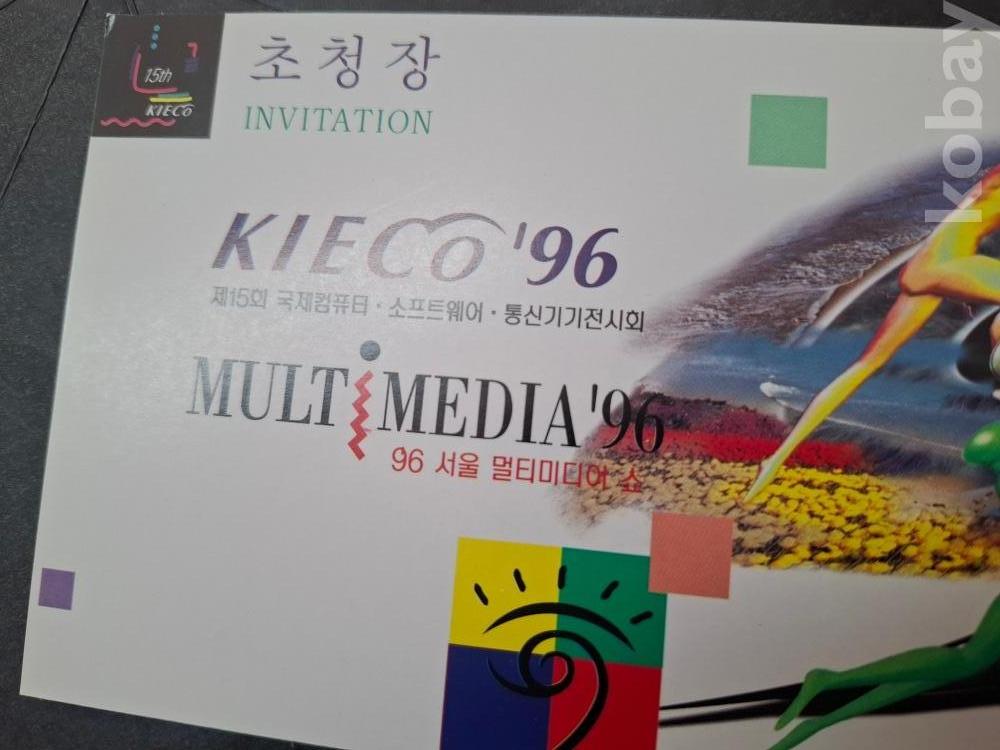 15th
KIECO
초청장
INVITATION
KIECO '96
제15회 국제컴퓨터·소프트웨어·통신기기전시회
MULTiMEDIA '96
96 서울 멀티미디어 쇼
kobay